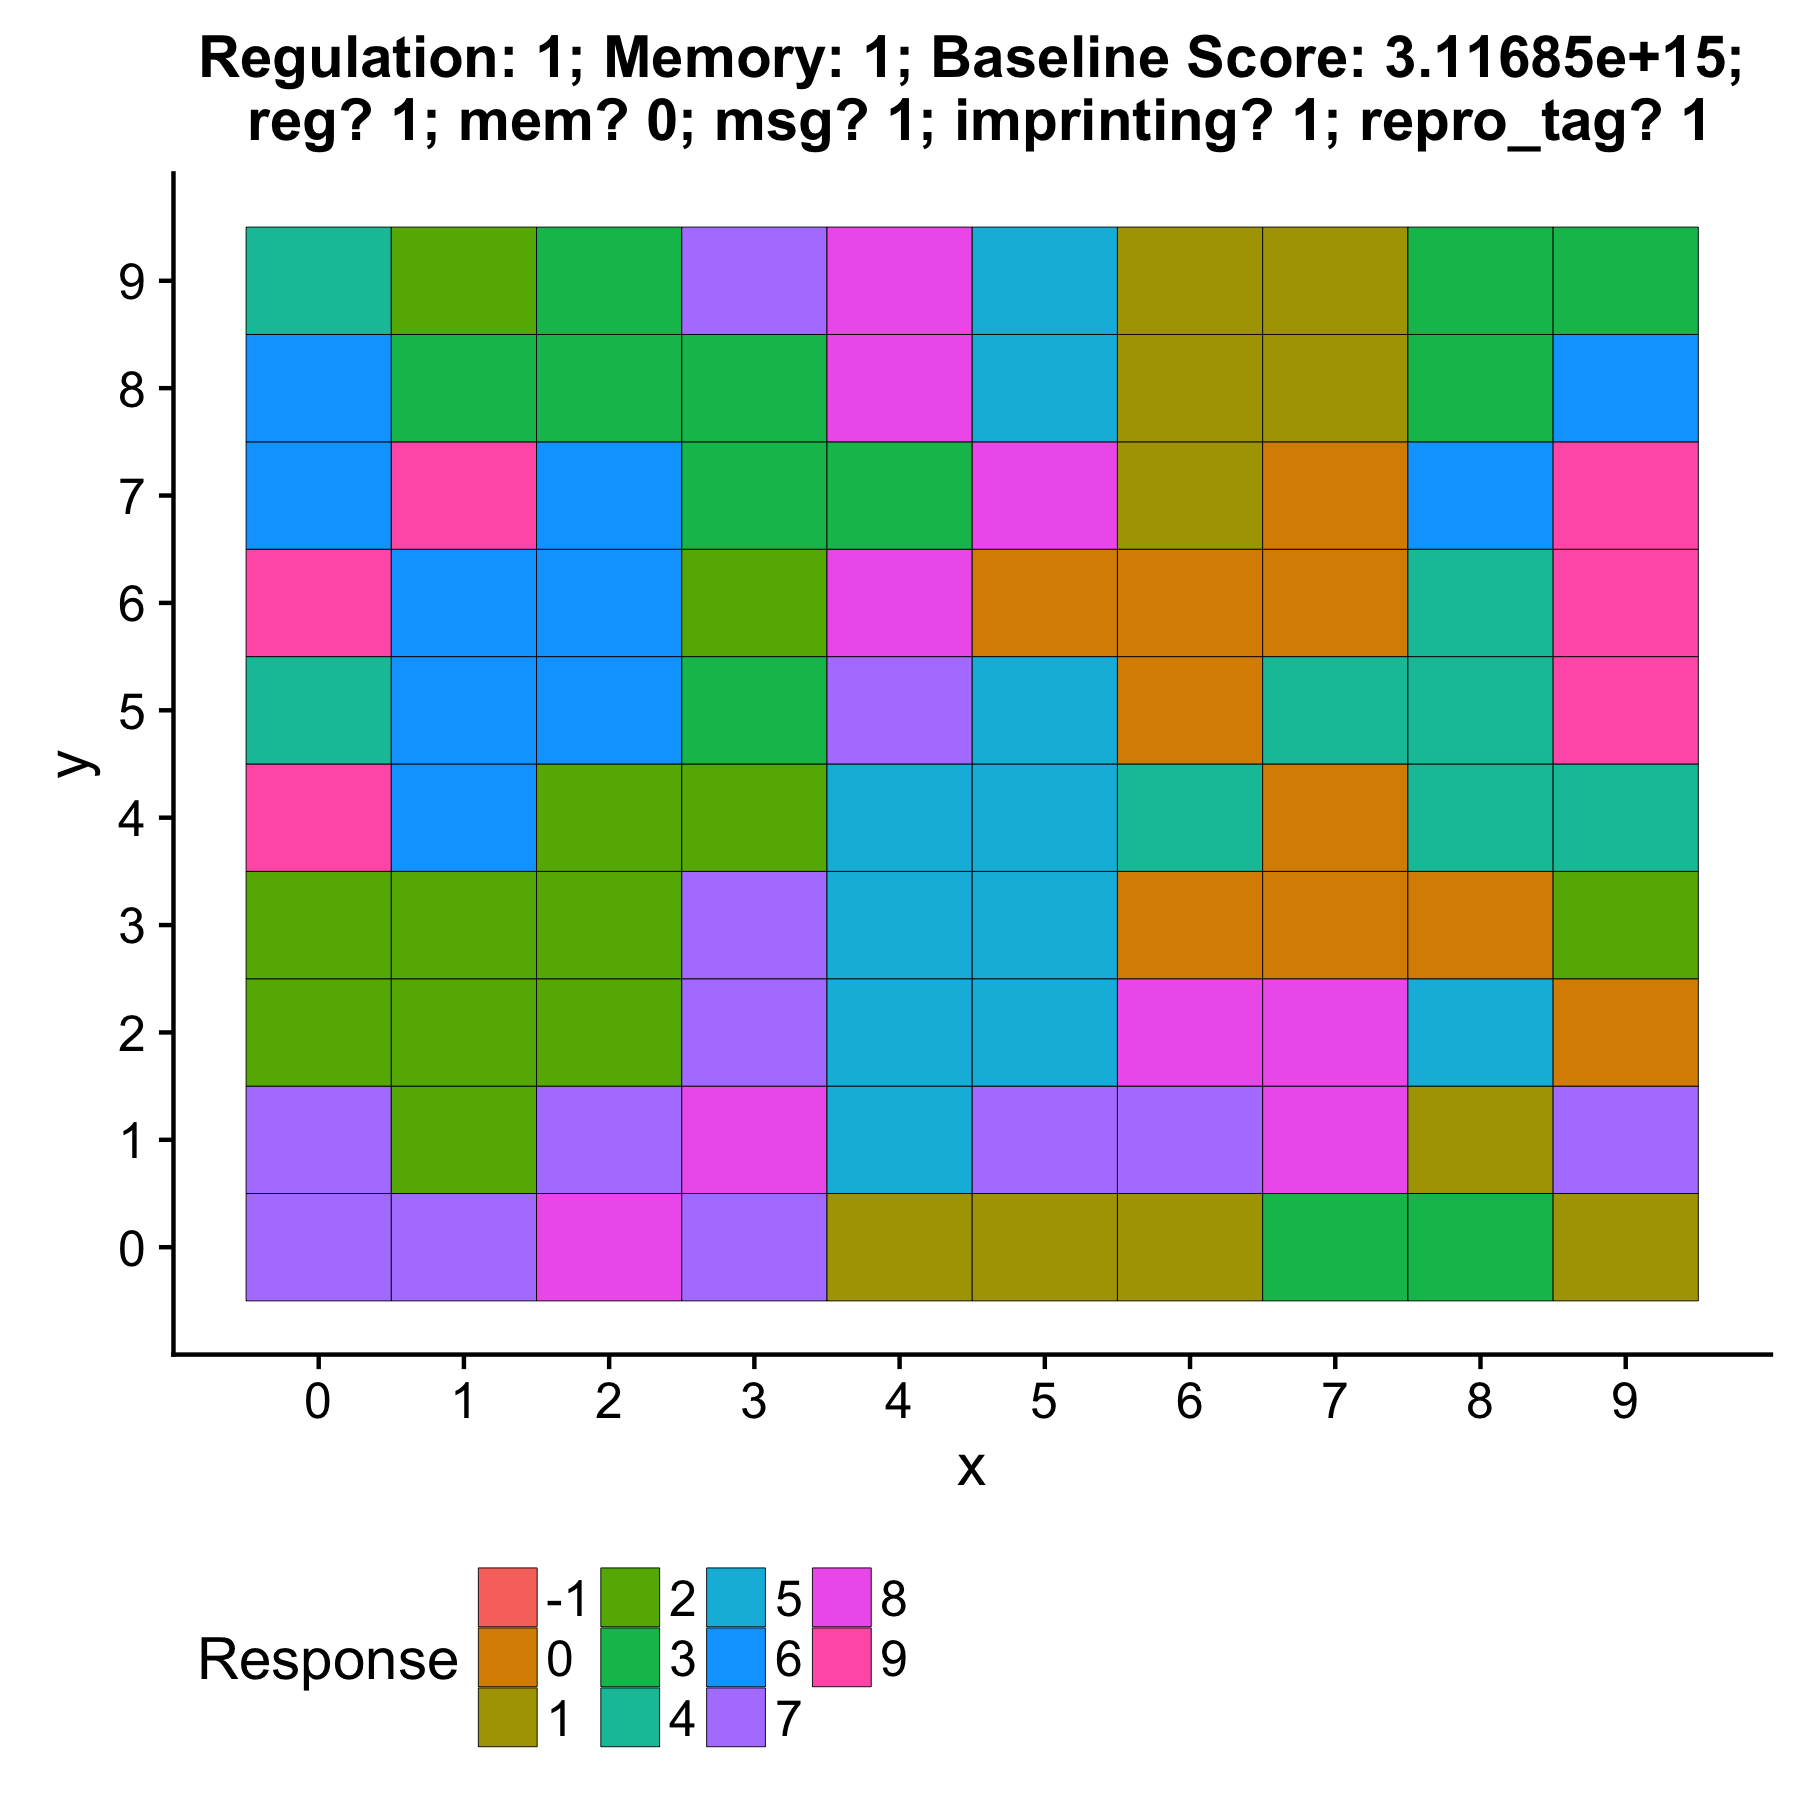 Regulation: 1; Memory: 1; Baseline Score: 3.11685e+15;
reg? 1; mem? 0; msg? 1; imprinting? 1; repro_tag? 1
9
8
7
6
5
4
3
2
1
0
y
0 1 2 3 4 5 6 7 8 9
x
Response
-1 2 5 8
0 3 6 9
1 4 7